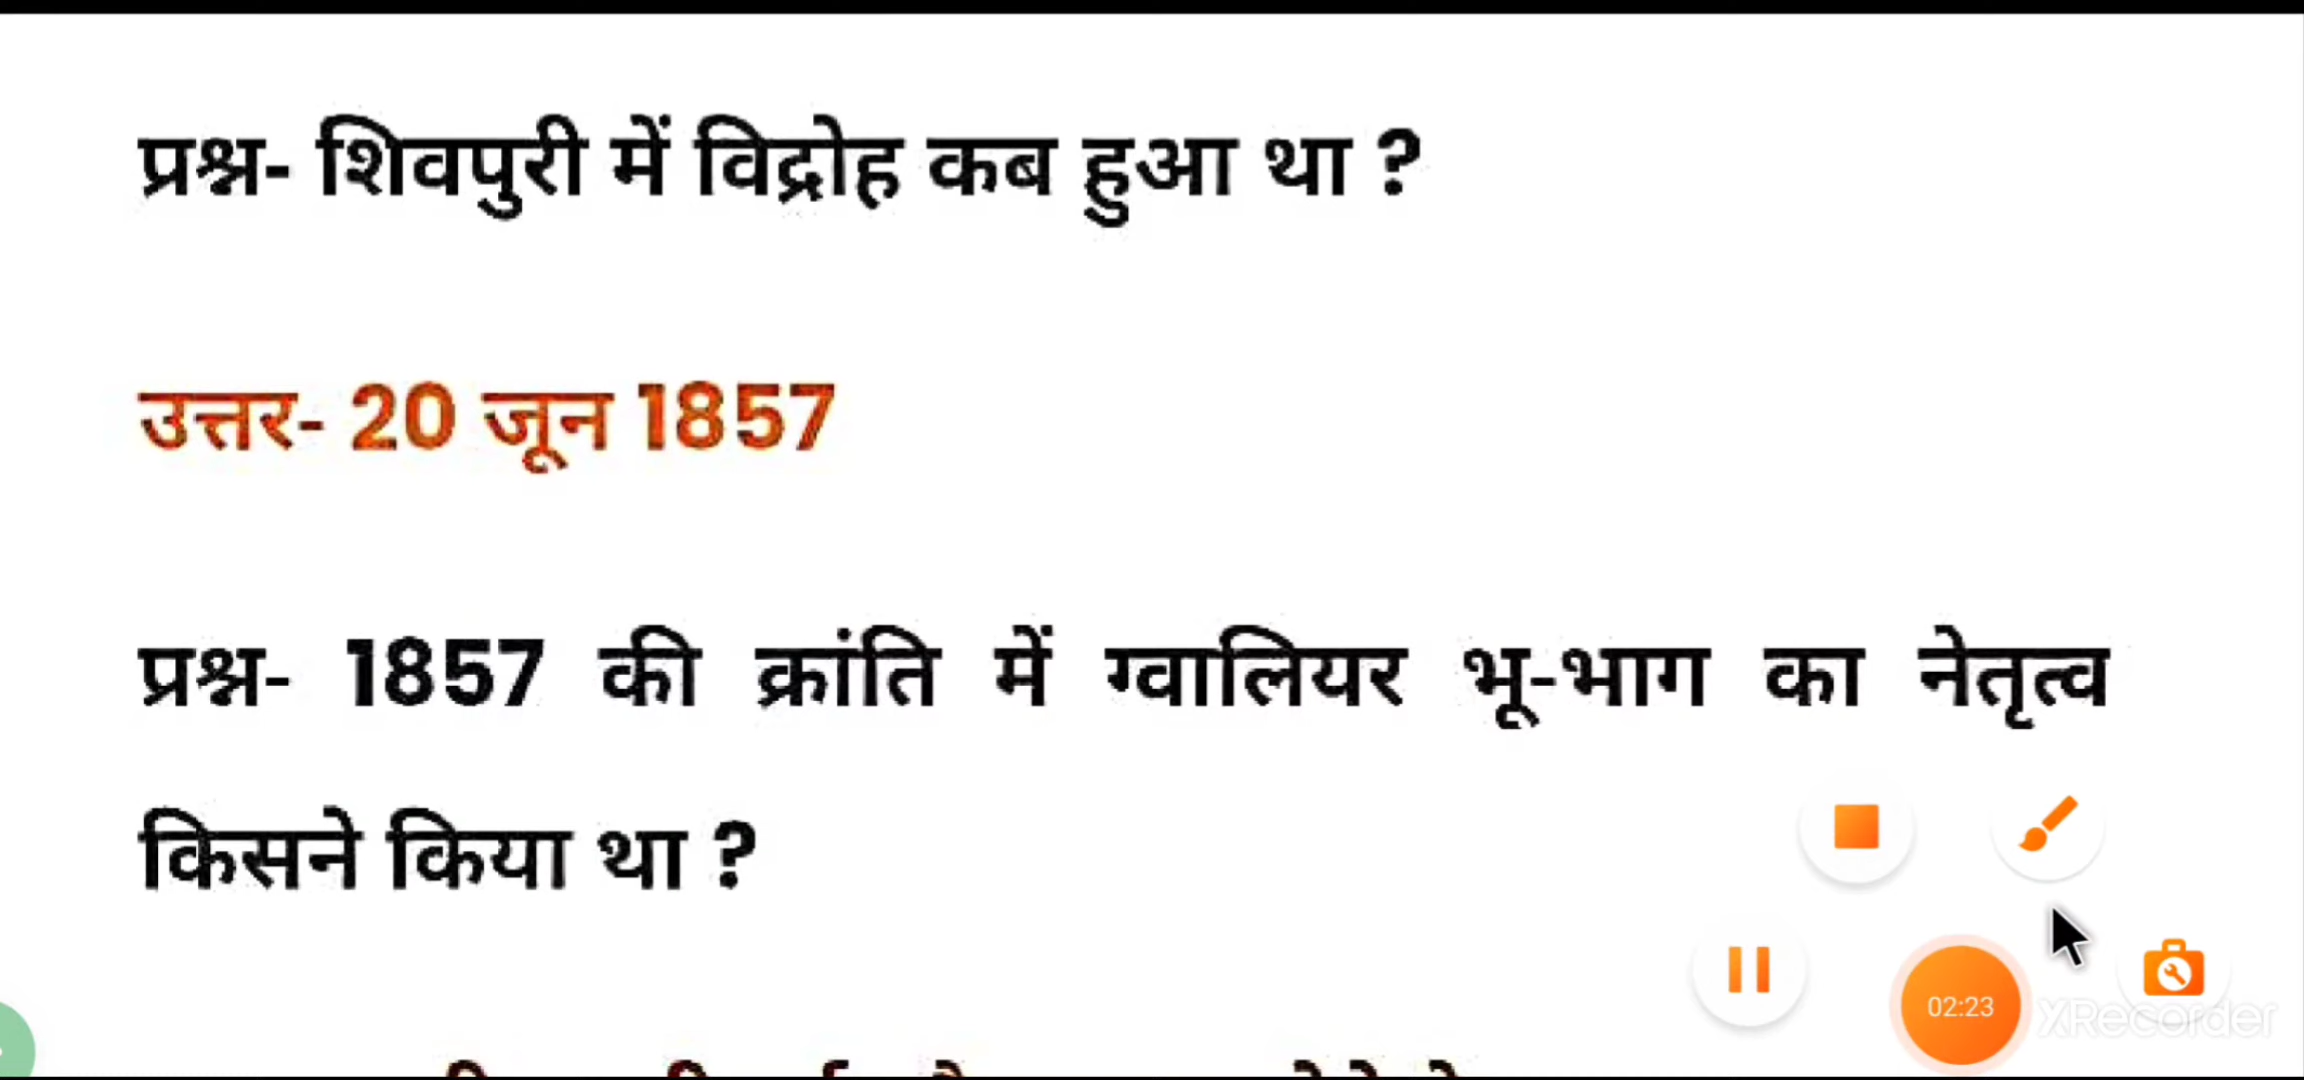 प्रश्न- शिवपुरी में विद्रोह कब हुआ था ?
उत्तर- 20 जून 1857
प्रश्न- 1857 की क्रांति में ग्वालियर भू-भाग का नेतृत्व
किसने किया था ?
02:23
XRecorder